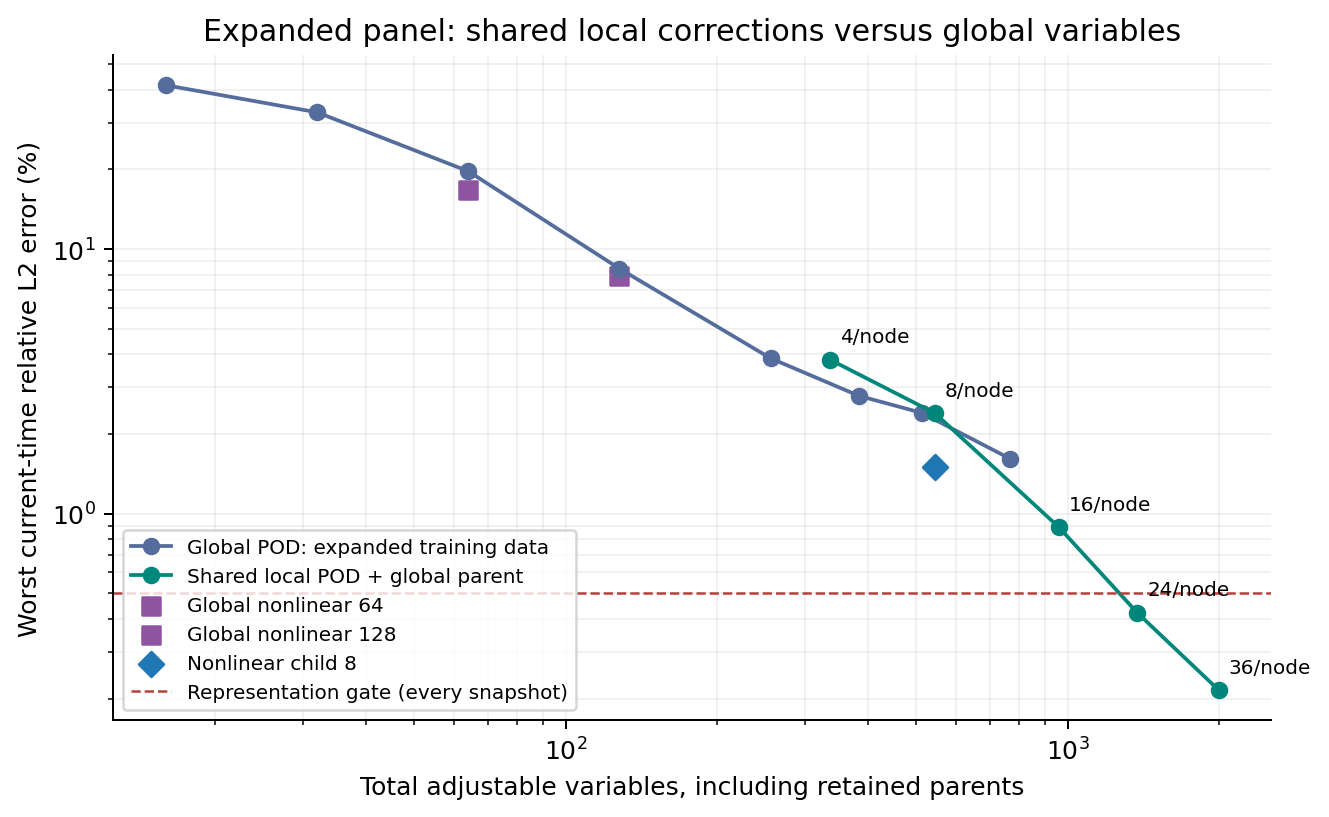 Expanded panel: shared local corrections versus global variables
Worst current-time relative L2 error (%)
10^1
10^0
4/node
8/node
16/node
24/node
36/node
Global POD: expanded training data
Shared local POD + global parent
Global nonlinear 64
Global nonlinear 128
Nonlinear child 8
Representation gate (every snapshot)
10^2
10^3
Total adjustable variables, including retained parents